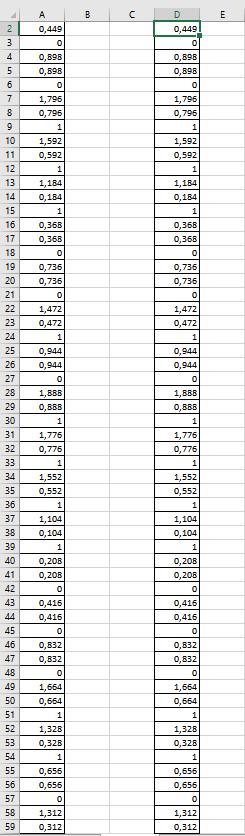 A B C D E
2 0,449 0,449
3 0 0
4 0,898 0,898
5 0,898 0,898
6 0 0
7 1,796 1,796
8 0,796 0,796
9 1 1
10 1,592 1,592
11 0,592 0,592
12 1 1
13 1,184 1,184
14 0,184 0,184
15 1 1
16 0,368 0,368
17 0,368 0,368
18 0 0
19 0,736 0,736
20 0,736 0,736
21 0 0
22 1,472 1,472
23 0,472 0,472
24 1 1
25 0,944 0,944
26 0,944 0,944
27 0 0
28 1,888 1,888
29 0,888 0,888
30 1 1
31 1,776 1,776
32 0,776 0,776
33 1 1
34 1,552 1,552
35 0,552 0,552
36 1 1
37 1,104 1,104
38 0,104 0,104
39 1 1
40 0,208 0,208
41 0,208 0,208
42 0 0
43 0,416 0,416
44 0,416 0,416
45 0 0
46 0,832 0,832
47 0,832 0,832
48 0 0
49 1,664 1,664
50 0,664 0,664
51 1 1
52 1,328 1,328
53 0,328 0,328
54 1 1
55 0,656 0,656
56 0,656 0,656
57 0 0
58 1,312 1,312
59 0,312 0,312